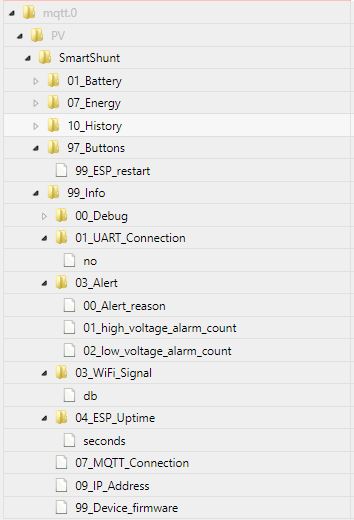 mqtt.0
PV
SmartShunt
01_Battery
07_Energy
10_History
97_Buttons
99_ESP_restart
99_Info
00_Debug
01_UART_Connection
no
03_Alert
00_Alert_reason
01_high_voltage_alarm_count
02_low_voltage_alarm_count
03_WiFi_Signal
db
04_ESP_Uptime
seconds
07_MQTT_Connection
09_IP_Address
99_Device_firmware